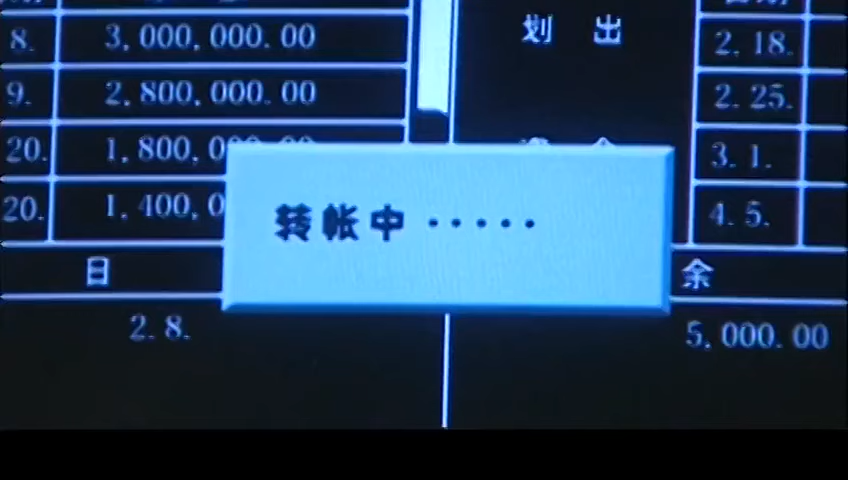 8. 3,000,000.00 划 出 2.18.
9. 2,800,000.00 2.25.
20. 1,800,0 3.1.
20. 1,400,0 转帐中 ····· 4.5.
日 余
2.8. 5,000.00